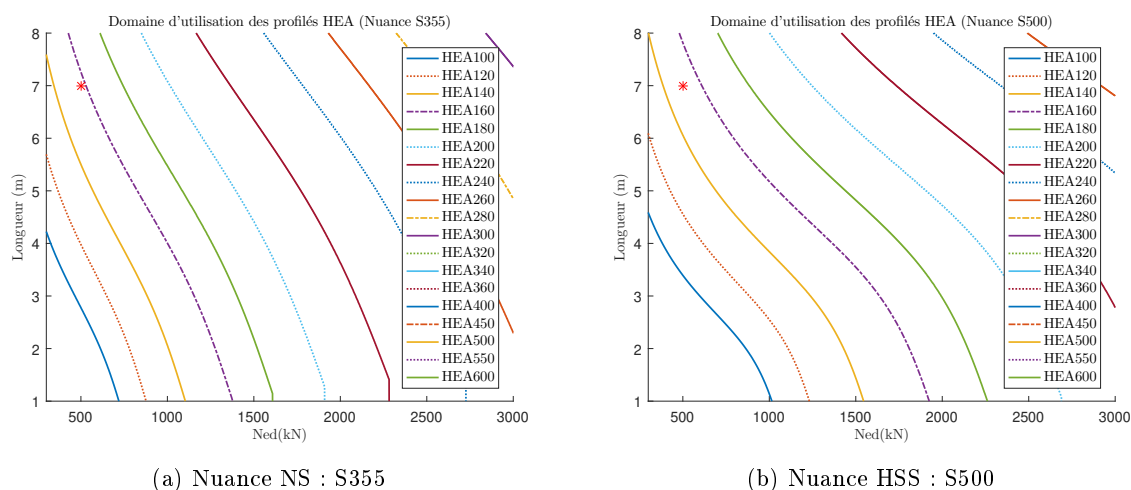 Domaine d'utilisation des profilés HEA (Nuance S355)
8
7
6
5
4
3
2
1
Longueur (m)
500
1000
1500
2000
2500
3000
Ned(kN)
HEA100
HEA120
HEA140
HEA160
HEA180
HEA200
HEA220
HEA240
HEA260
HEA280
HEA300
HEA320
HEA340
HEA360
HEA400
HEA450
HEA500
HEA550
HEA600
(a) Nuance NS : S355
Domaine d'utilisation des profilés HEA (Nuance S500)
8
7
6
5
4
3
2
1
Longueur (m)
500
1000
1500
2000
2500
3000
Ned(kN)
HEA100
HEA120
HEA140
HEA160
HEA180
HEA200
HEA220
HEA240
HEA260
HEA280
HEA300
HEA320
HEA340
HEA360
HEA400
HEA450
HEA500
HEA550
HEA600
(b) Nuance HSS : S500